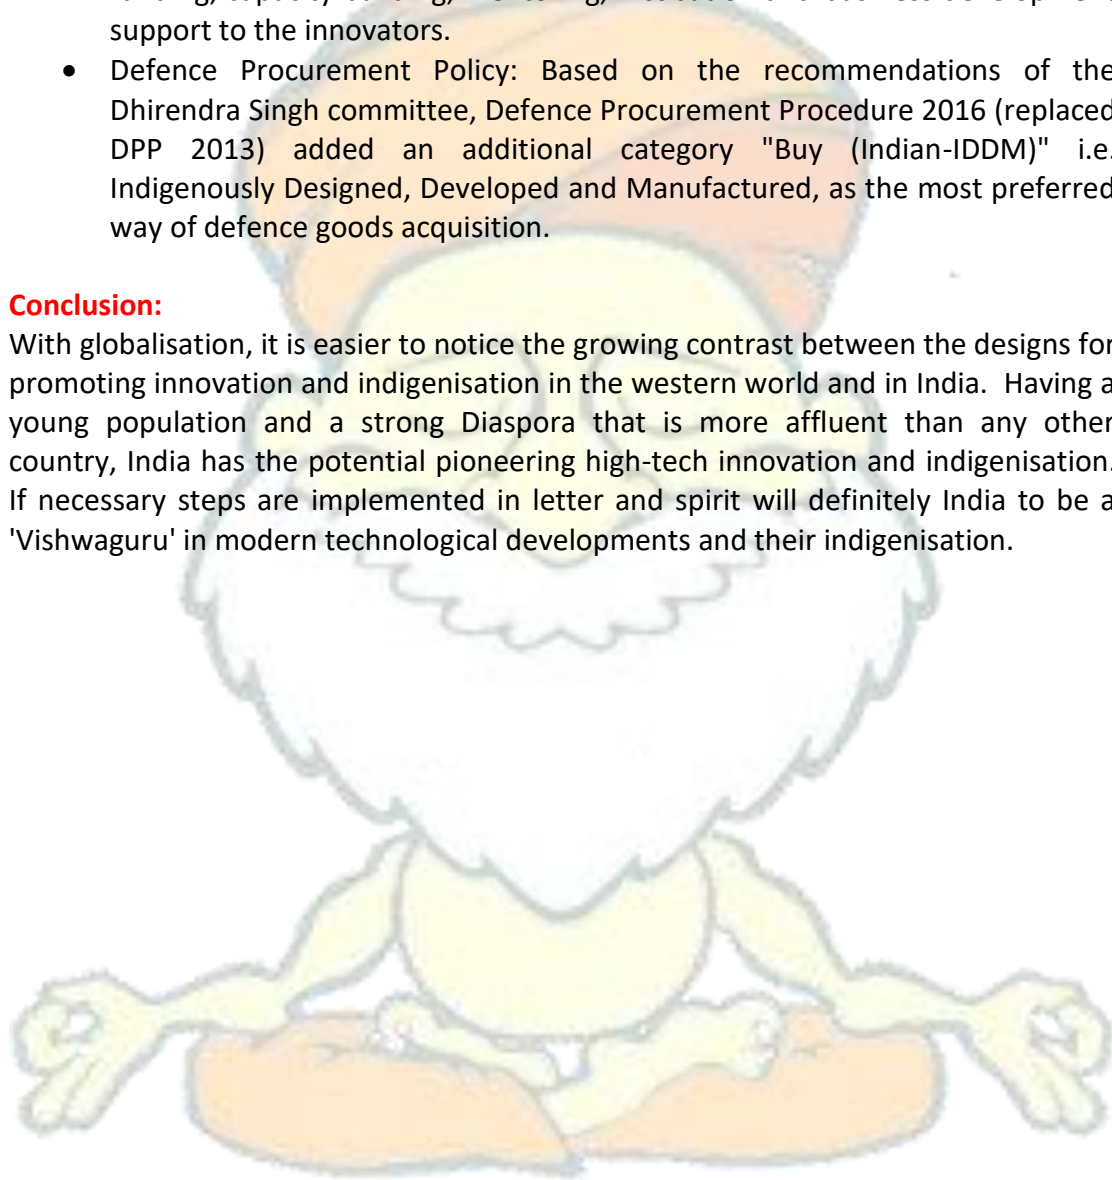 support to the innovators.
• Defence Procurement Policy: Based on the recommendations of the
Dhirendra Singh committee, Defence Procurement Procedure 2016 (replaced
DPP 2013) added an additional category "Buy (Indian-IDDM)" i.e.
Indigenously Designed, Developed and Manufactured, as the most preferred
way of defence goods acquisition.
Conclusion:
With globalisation, it is easier to notice the growing contrast between the designs for
promoting innovation and indigenisation in the western world and in India. Having a
young population and a strong Diaspora that is more affluent than any other
country, India has the potential pioneering high-tech innovation and indigenisation.
If necessary steps are implemented in letter and spirit will definitely India to be a
'Vishwaguru' in modern technological developments and their indigenisation.